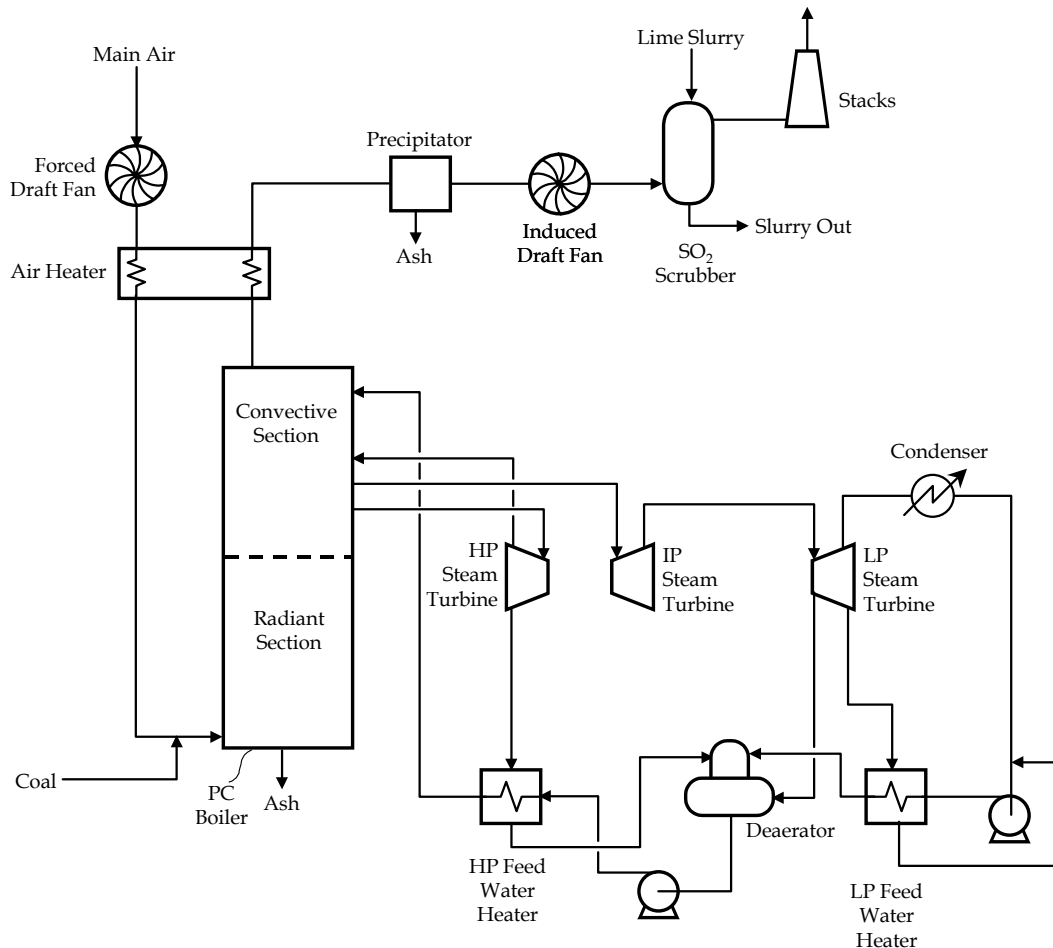 Main Air
Lime Slurry
Stacks
Precipitator
Forced
Draft Fan
Induced
Draft Fan
Ash
Slurry Out
SO2
Scrubber
Air Heater
Convective
Section
Condenser
HP
Steam
Turbine
IP
Steam
Turbine
LP
Steam
Turbine
Radiant
Section
Coal
PC
Boiler
Ash
Deaerator
HP Feed
Water
Heater
LP Feed
Water
Heater